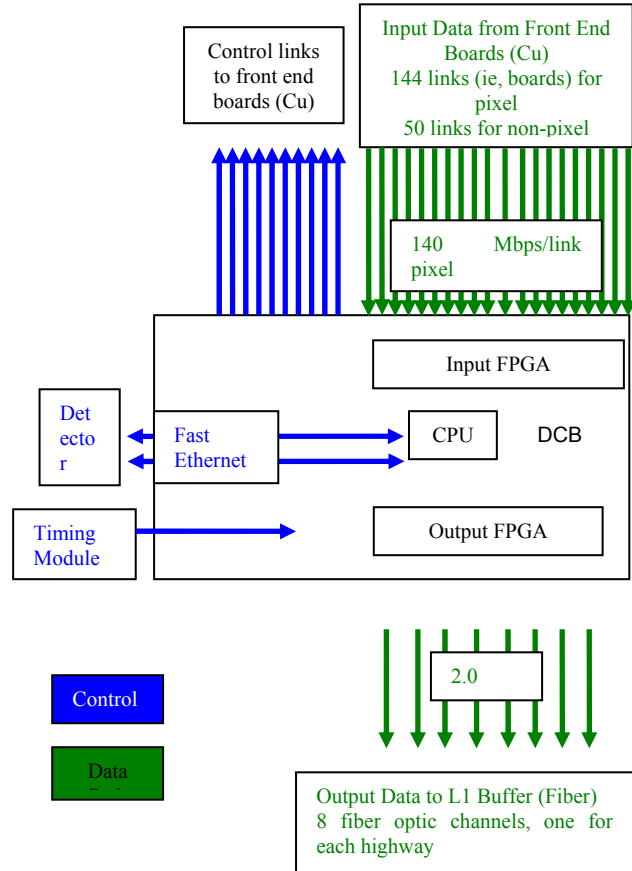 Control links
to front end
boards (Cu)
Input Data from Front End
Boards (Cu)
144 links (ie, boards) for
pixel
50 links for non-pixel
140 Mbps/link
pixel
Input FPGA
Det
ecto
r
Fast
Ethernet
CPU
DCB
Timing
Module
Output FPGA
2.0
Control
Data
Output Data to L1 Buffer (Fiber)
8 fiber optic channels, one for
each highway